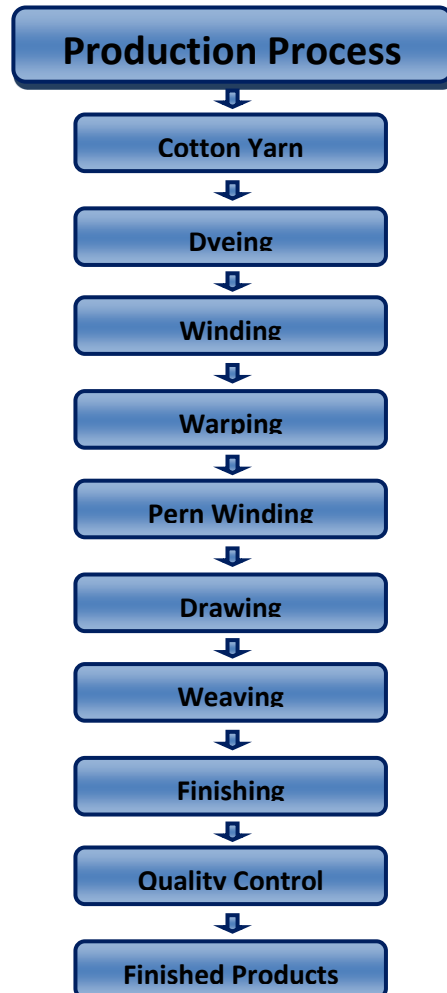 Production Process
Cotton Yarn
Dyeing
Winding
Warping
Pern Winding
Drawing
Weaving
Finishing
Quality Control
Finished Products